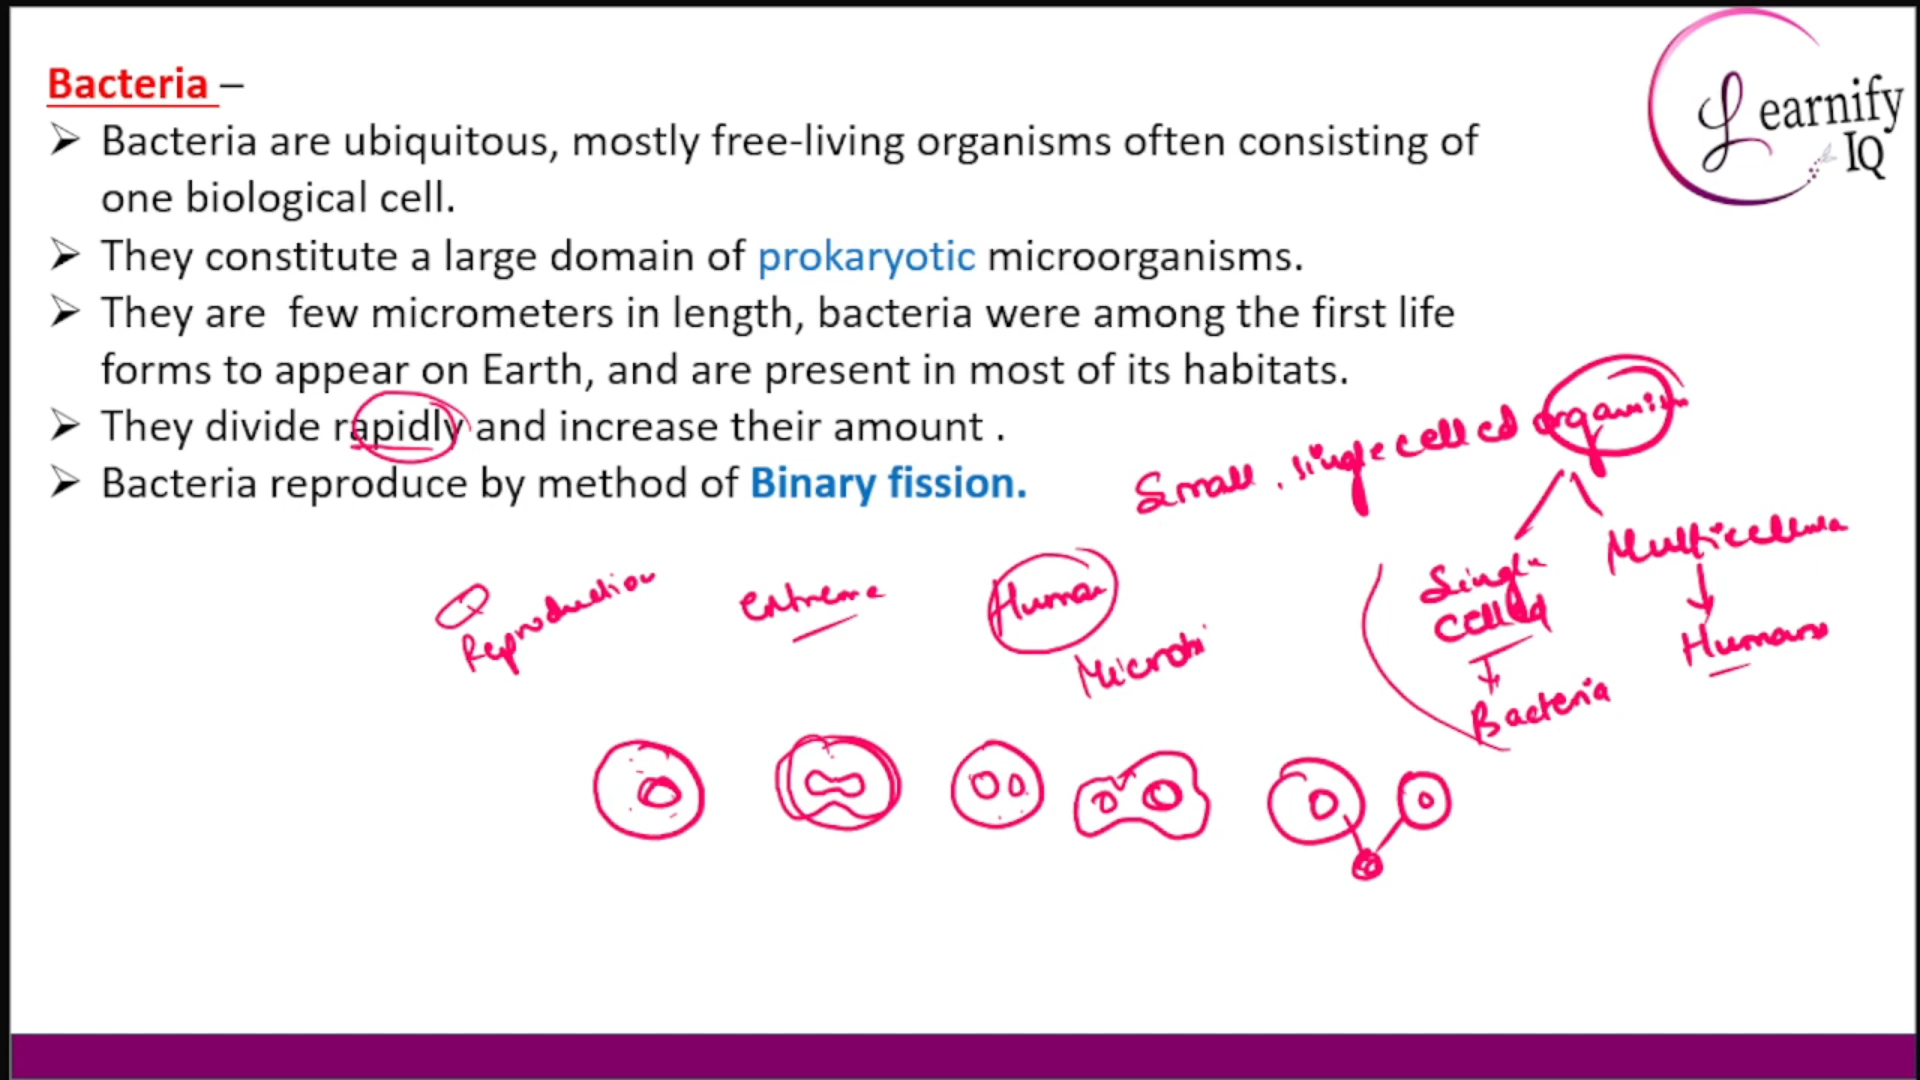 Learnify
IQ
Bacteria –
➢ Bacteria are ubiquitous, mostly free-living organisms often consisting of
one biological cell.
➢ They constitute a large domain of prokaryotic microorganisms.
➢ They are few micrometers in length, bacteria were among the first life
forms to appear on Earth, and are present in most of its habitats.
➢ They divide rapidly and increase their amount .
➢ Bacteria reproduce by method of Binary fission.
Small, single celled organism
Single
celled
Bacteria
Multicellula
Humans
Reproduction
extreme
Human
Microbi